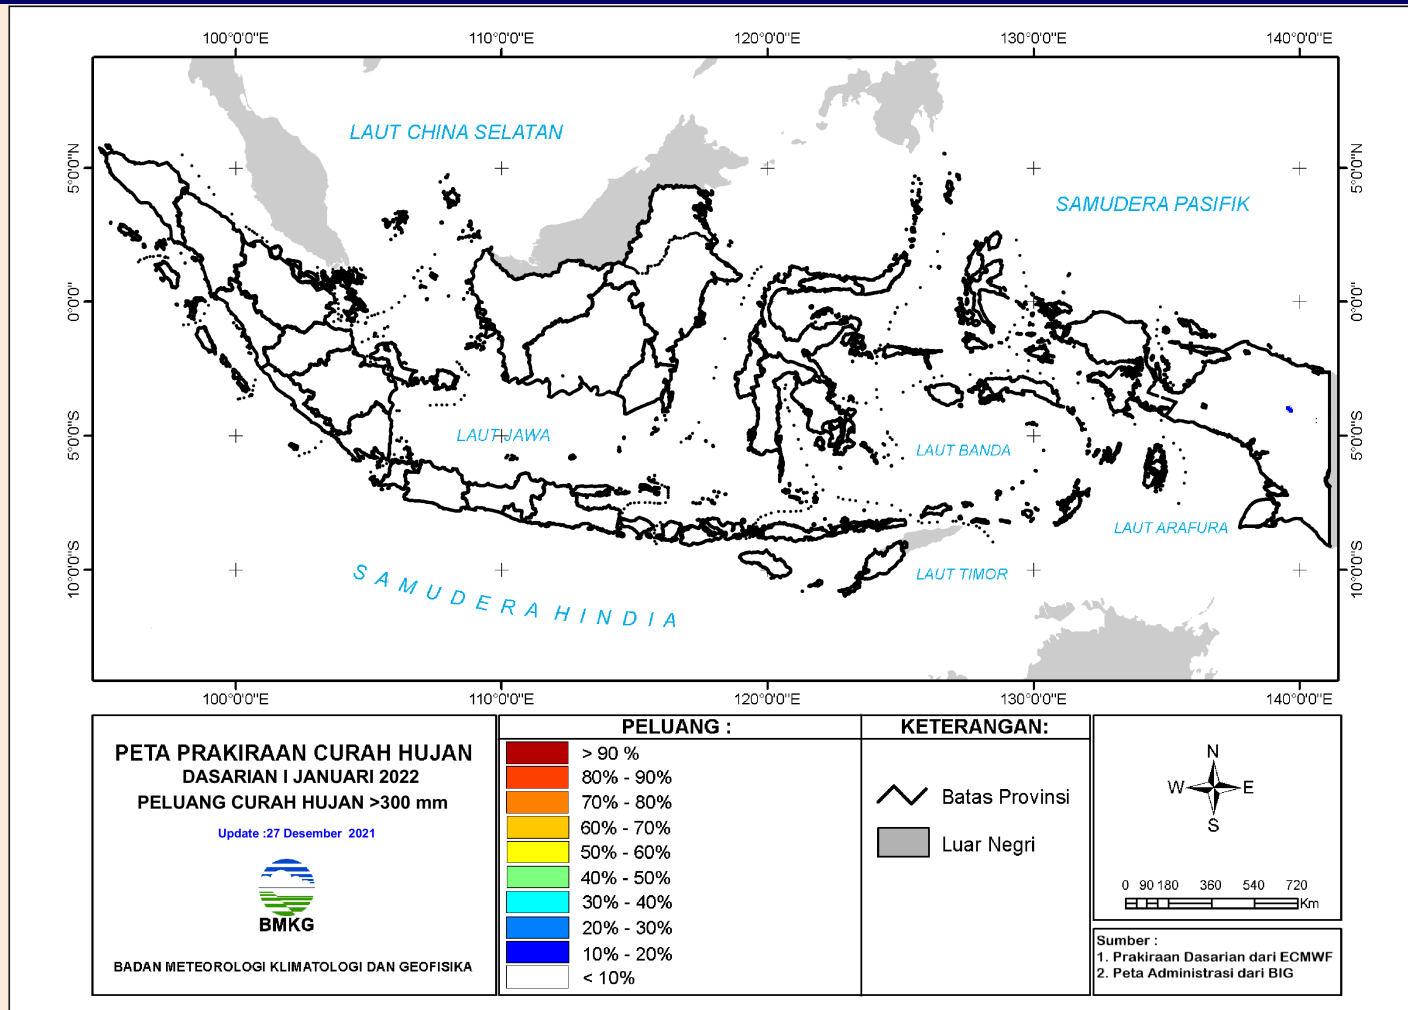 100°0'0"E 110°0'0"E 120°0'0"E 130°0'0"E 140°0'0"E
LAUT CHINA SELATAN
5°0'0"N 5°0'0"N
SAMUDERA PASIFIK
0°0'0" 0°0'0"
LAUT JAWA
5°0'0"S 5°0'0"S
LAUT BANDA
LAUT ARAFURA
10°0'0"S 10°0'0"S
LAUT TIMOR
SAMUDERA HINDIA
100°0'0"E 110°0'0"E 120°0'0"E 130°0'0"E 140°0'0"E
PETA PRAKIRAAN CURAH HUJAN
DASARIAN I JANUARI 2022
PELUANG CURAH HUJAN >300 mm
Update :27 Desember 2021
BMKG
BADAN METEOROLOGI KLIMATOLOGI DAN GEOFISIKA
PELUANG :
> 90 %
80% - 90%
70% - 80%
60% - 70%
50% - 60%
40% - 50%
30% - 40%
20% - 30%
10% - 20%
< 10%
KETERANGAN:
Batas Provinsi
Luar Negri
N
W E
S
0 90 180 360 540 720
Km
Sumber :
1. Prakiraan Dasarian dari ECMWF
2. Peta Administrasi dari BIG